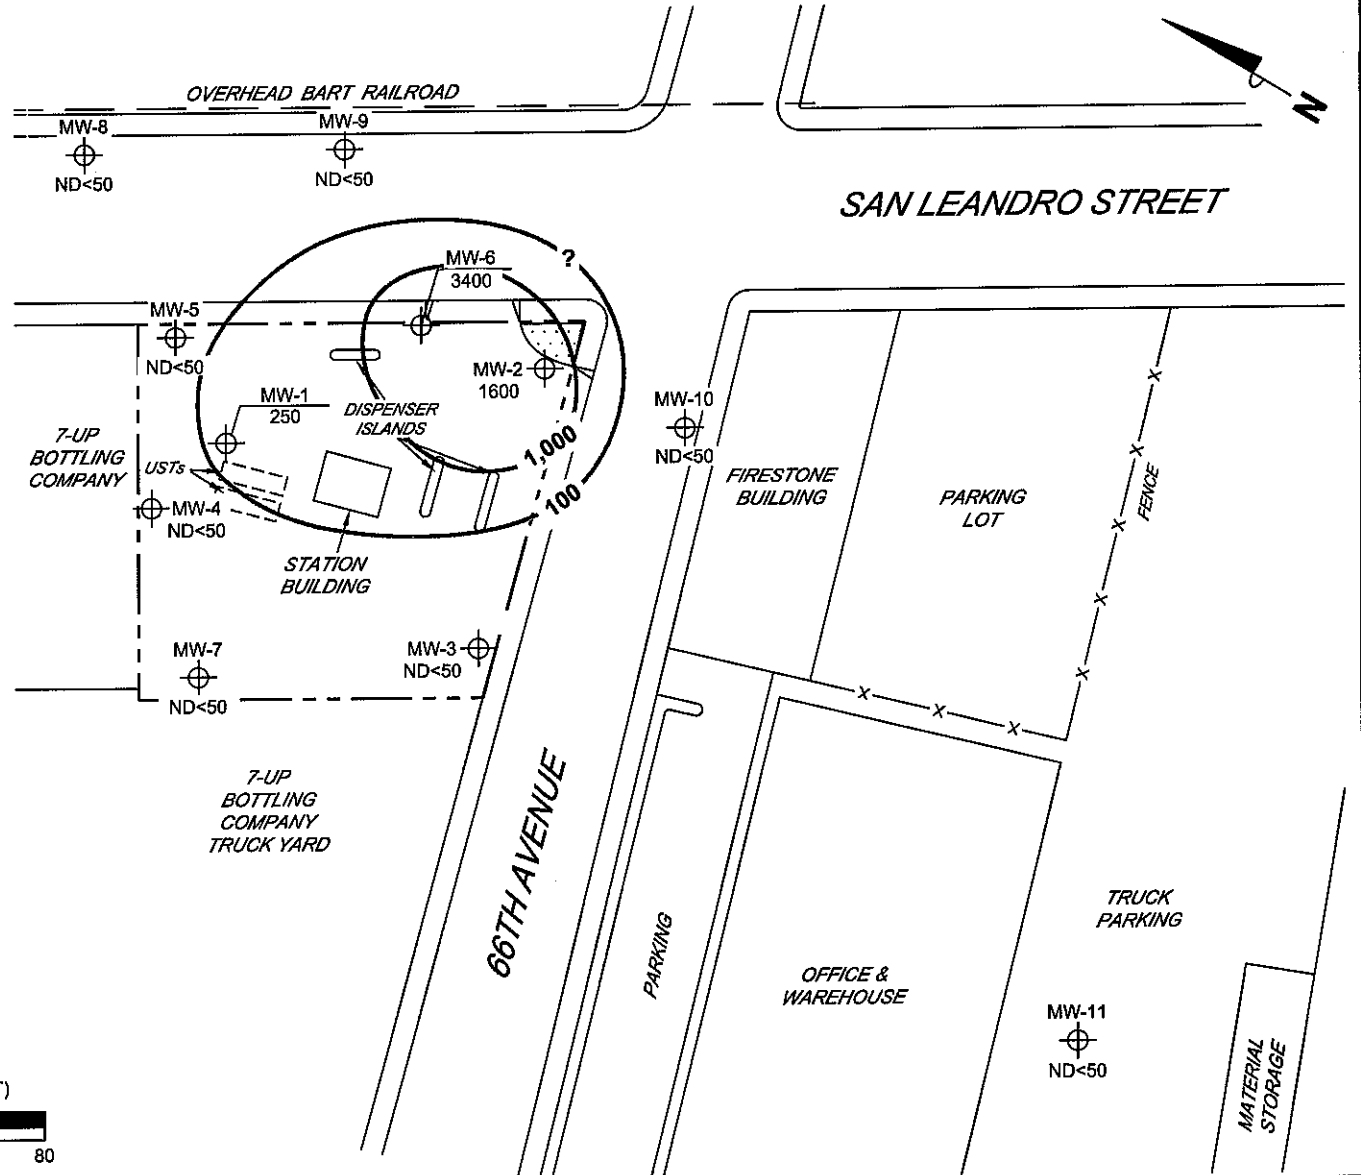 OVERHEAD BART RAILROAD
N
MW-8
ND<50
MW-9
ND<50
SAN LEANDRO STREET
?
MW-6
3400
MW-5
ND<50
MW-2
1600
MW-1
250
DISPENSER
ISLANDS
MW-10
ND<50
7-UP
BOTTLING
COMPANY
USTs
1,000
100
MW-4
ND<50
FIRESTONE
BUILDING
PARKING
LOT
X
X
X
X
X
FENCE
STATION
BUILDING
MW-7
ND<50
MW-3
ND<50
X
X
X
7-UP
BOTTLING
COMPANY
TRUCK YARD
66TH AVENUE
PARKING
OFFICE &
WAREHOUSE
TRUCK
PARKING
MW-11
ND<50
MATERIAL
STORAGE
)
80